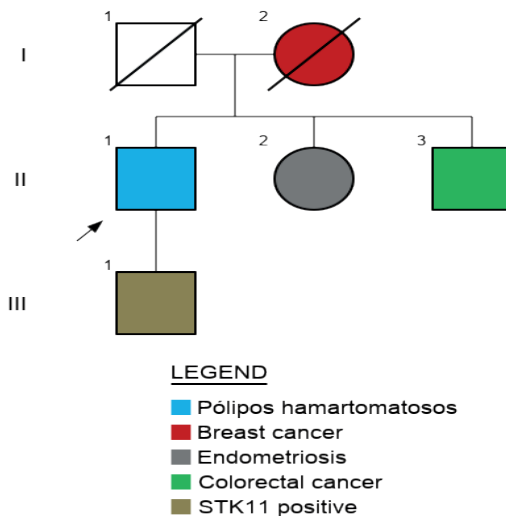 1
2
I
1
2
3
II
1
III
LEGEND
Pólipos hamartomatosos
Breast cancer
Endometriosis
Colorectal cancer
STK11 positive